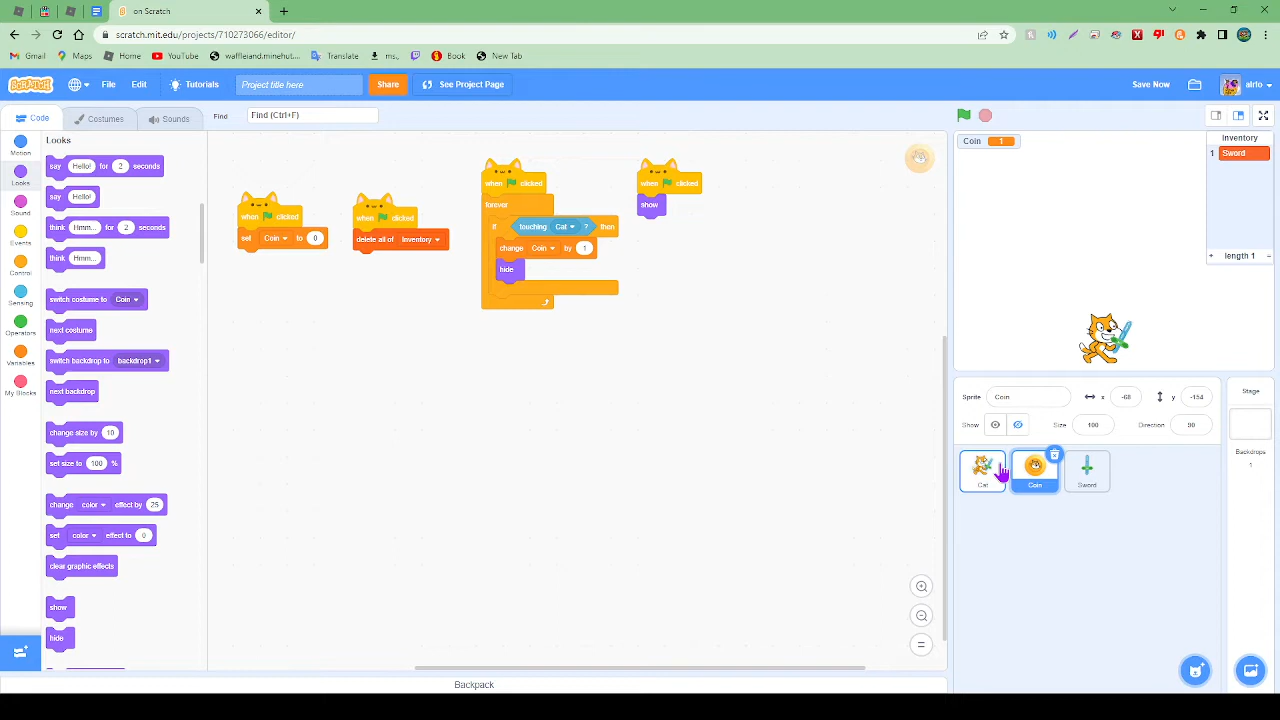 on Scratch
scratch.mit.edu/projects/710273066/editor/
Gmail Maps YouTube waffleland.minehut.... Translate ms, Book New Tab
Home
SCRATCH File Edit Tutorials Project title here Share See Project Page Save Now alrfo
Code Costumes Sounds Find Find (Ctrl+F)
Motion
Looks
Sound
Events
Control
Sensing
Operators
Variables
My Blocks
Looks
say Hello! for 2 seconds
say Hello!
think Hmm... for 2 seconds
think Hmm...
switch costume to Coin
next costume
switch backdrop to backdrop1
next backdrop
change size by 10
set size to 100 %
change color effect by 25
set color effect to 0
clear graphic effects
show
hide
when clicked
set Coin to 0
when clicked
delete all of Inventory
when clicked
forever
if touching Cat ? then
change Coin by 1
hide
when clicked
show
Coin 1
Inventory
1 Sword
+ length 1 =
Sprite Coin x -68 y -154
Show Size 100 Direction 90
Cat Coin Sword
Stage
Backdrops
1
Backpack